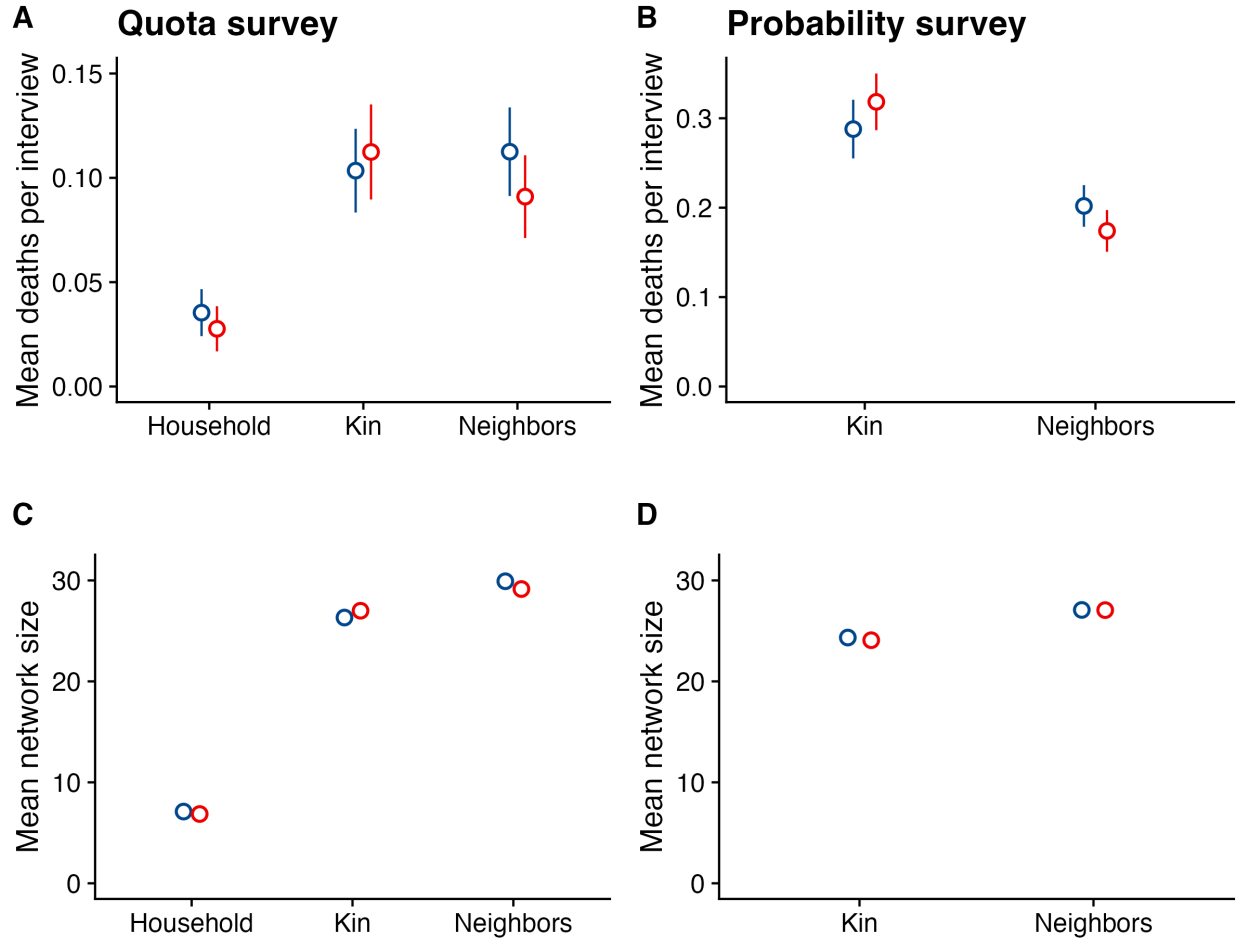 A
Quota survey
Mean deaths per interview
0.15
0.10
0.05
0.00
Household Kin Neighbors
B
Probability survey
Mean deaths per interview
0.3
0.2
0.1
0.0
Kin Neighbors
C
Mean network size
30
20
10
0
Household Kin Neighbors
D
Mean network size
30
20
10
0
Kin Neighbors